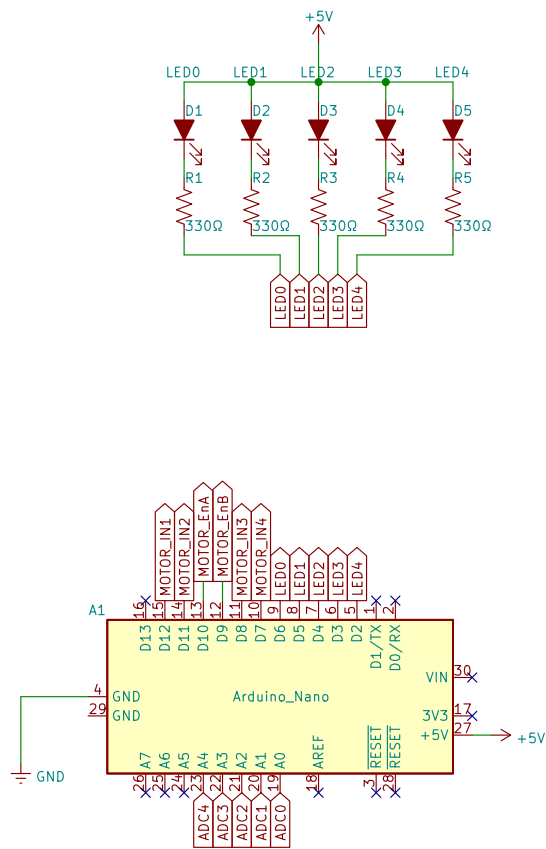 +5V
LED0 LED1 LED2 LED3 LED4
D1 D2 D3 D4 D5
R1 R2 R3 R4 R5
330Ω 330Ω 330Ω 330Ω 330Ω
LED0 LED1 LED2 LED3 LED4
MOTOR_IN1 MOTOR_IN2 MOTOR_EnA MOTOR_EnB MOTOR_IN3 MOTOR_IN4 LED0 LED1 LED2 LED3 LED4
A1
16 15 14 13 12 11 10 9 8 7 6 5 1 2
D13 D12 D11 D10 D9 D8 D7 D6 D5 D4 D3 D2 D1/TX D0/RX
VIN 30
4 GND
Arduino_Nano
29 GND
3V3 17
+5V 27
+5V
A7 A6 A5 A4 A3 A2 A1 A0 AREF RESET RESET
GND
26 25 24 23 22 21 20 19 18 3 28
ADC4 ADC3 ADC2 ADC1 ADC0